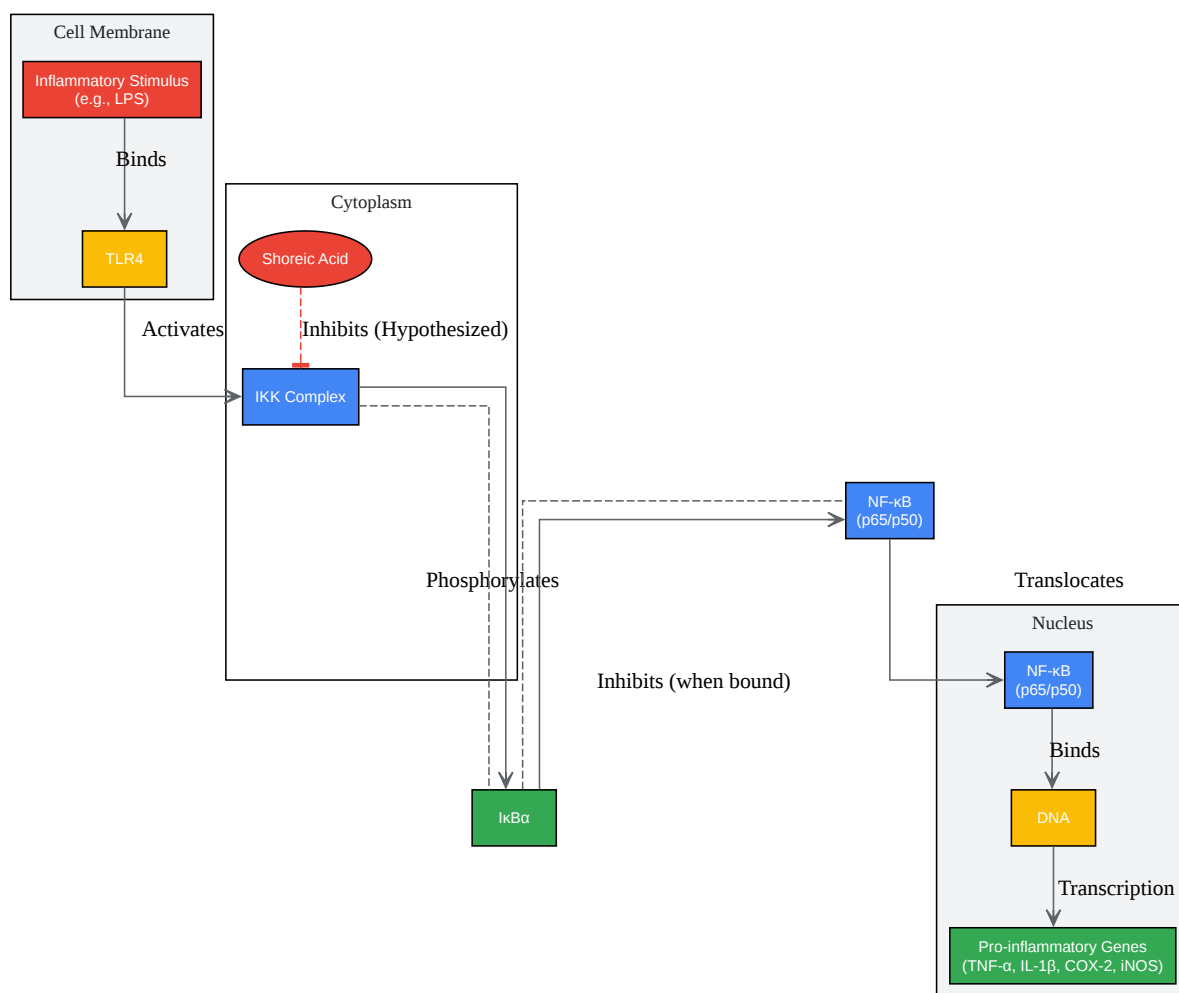 Cell Membrane
Inflammatory Stimulus
(e.g., LPS)
Binds
TLR4
Activates
Cytoplasm
Shoreic Acid
Inhibits (Hypothesized)
IKK Complex
Phosphorylates
IκBα
Inhibits (when bound)
NF-κB
(p65/p50)
Translocates
Nucleus
NF-κB
(p65/p50)
Binds
DNA
Transcription
Pro-inflammatory Genes
(TNF-α, IL-1β, COX-2, iNOS)